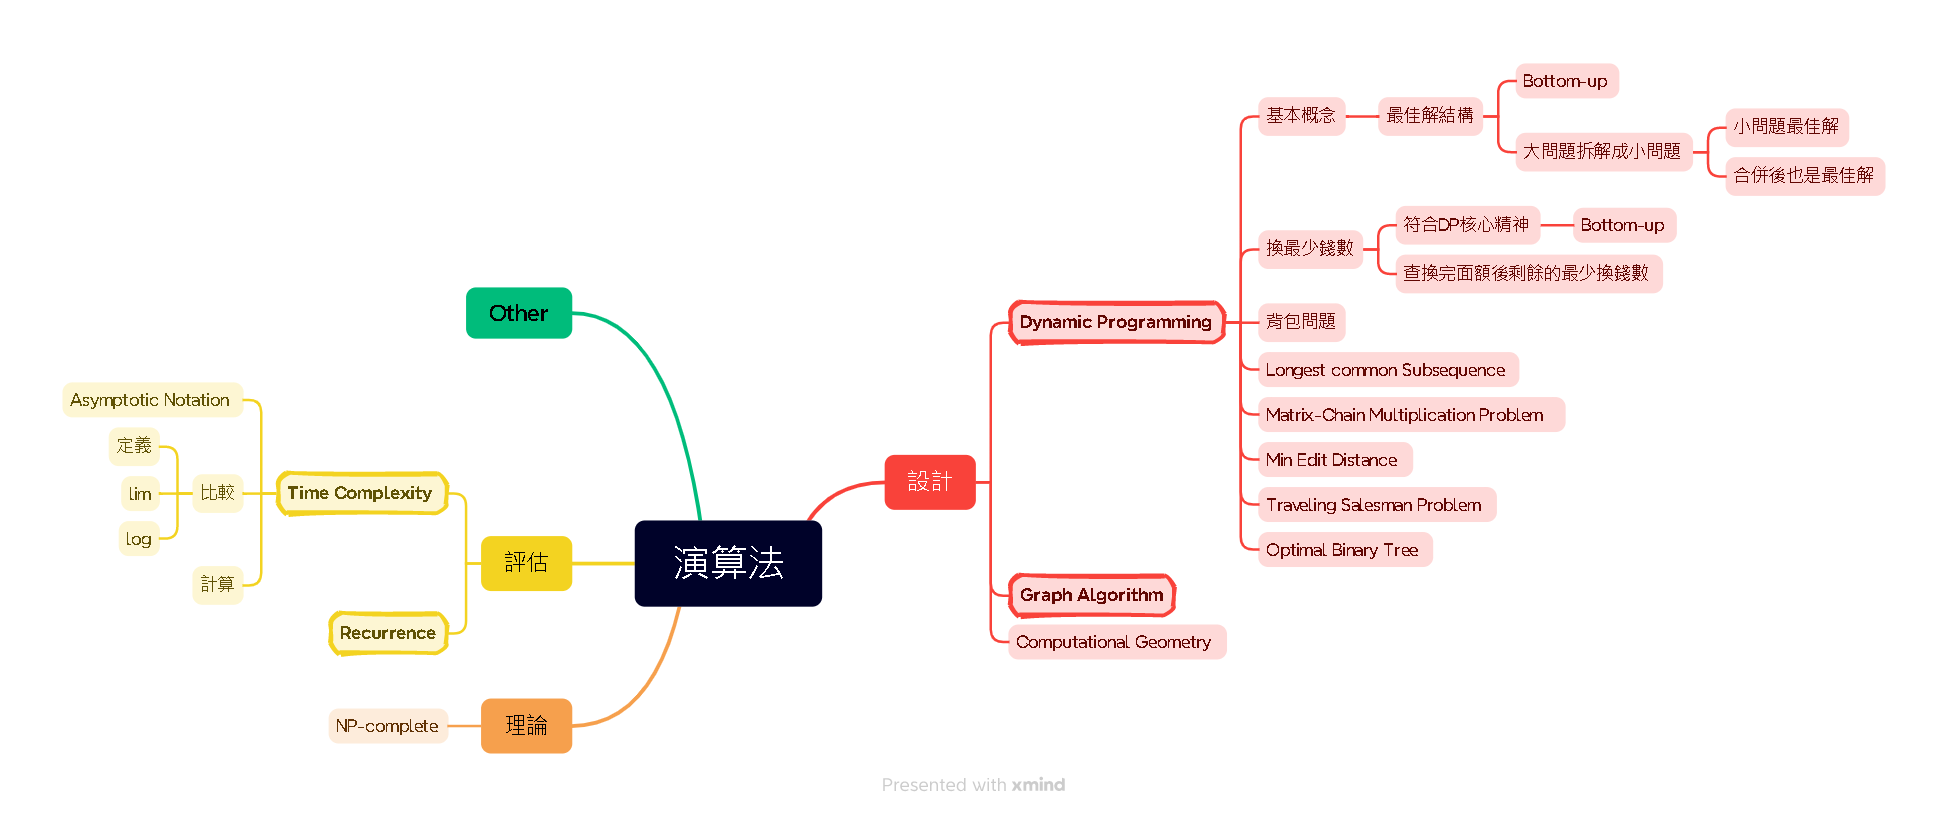 演算法
設計
Dynamic Programming
基本概念
最佳解結構
Bottom-up
大問題拆解成小問題
小問題最佳解
合併後也是最佳解
換最少錢數
符合DP核心精神
Bottom-up
查換完面額後剩餘的最少換錢數
背包問題
Longest common Subsequence
Matrix-Chain Multiplication Problem
Min Edit Distance
Traveling Salesman Problem
Optimal Binary Tree
Graph Algorithm
Computational Geometry
Other
評估
Time Complexity
Asymptotic Notation
比較
定義
lim
log
計算
Recurrence
理論
NP-complete
Presented with xmind